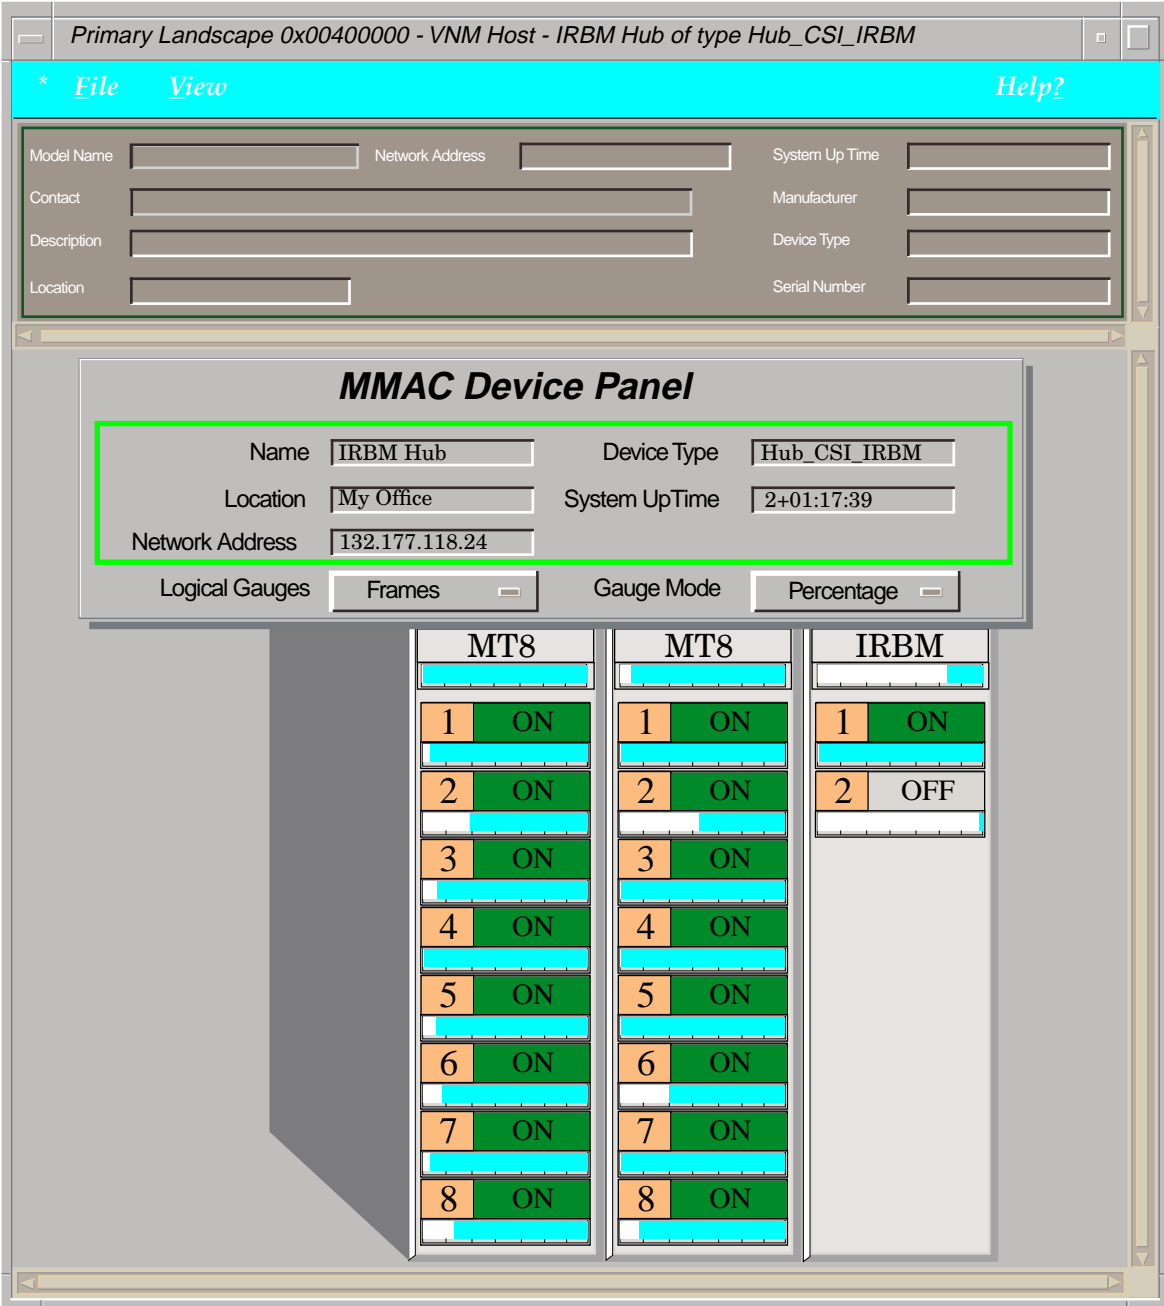 Primary Landscape 0x00400000 - VNM Host - IRBM Hub of type Hub_CSI_IRBM
* File View Help?
Model Name Network Address System Up Time
Contact Manufacturer
Description Device Type
Location Serial Number
MMAC Device Panel
Name IRBM Hub Device Type Hub_CSI_IRBM
Location My Office System UpTime 2+01:17:39
Network Address 132.177.118.24
Logical Gauges Frames Gauge Mode Percentage
MT8 MT8 IRBM
1 ON 1 ON 1 ON
2 ON 2 ON 2 OFF
3 ON 3 ON
4 ON 4 ON
5 ON 5 ON
6 ON 6 ON
7 ON 7 ON
8 ON 8 ON